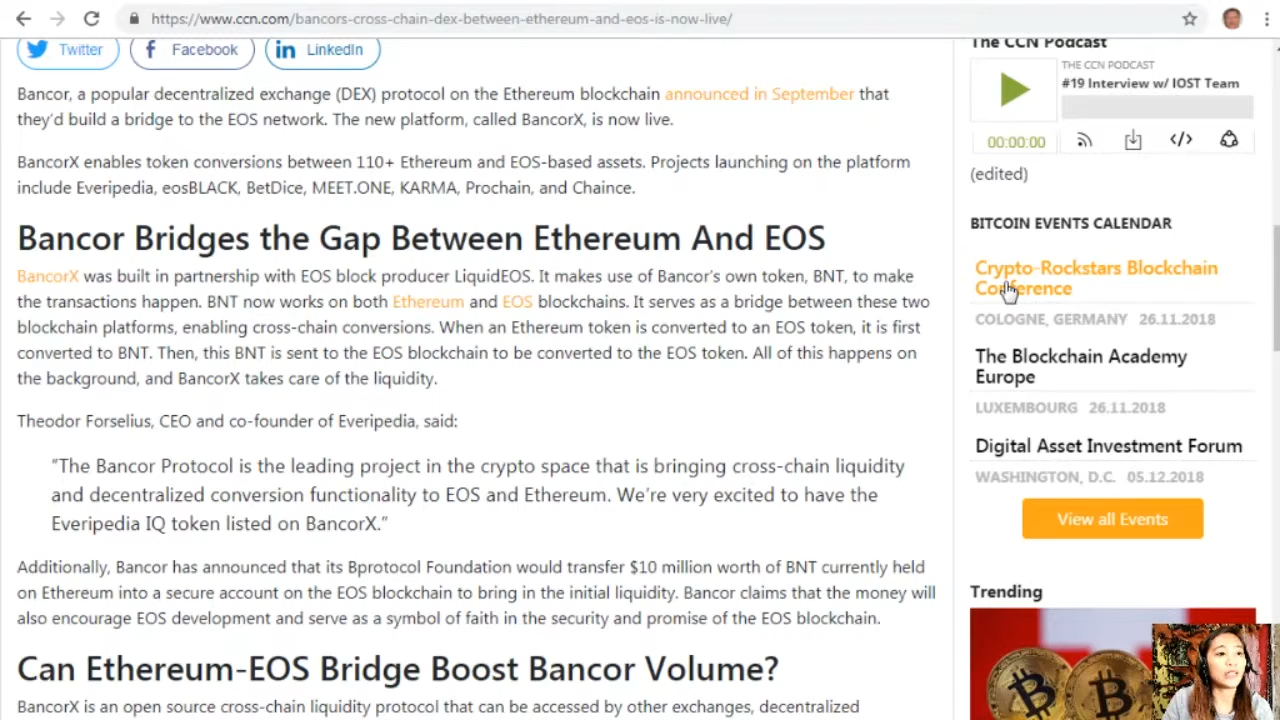 https://www.ccn.com/bancors-cross-chain-dex-between-ethereum-and-eos-is-now-live/
Twitter
Facebook
LinkedIn
Bancor, a popular decentralized exchange (DEX) protocol on the Ethereum blockchain announced in September that
they'd build a bridge to the EOS network. The new platform, called BancorX, is now live.
BancorX enables token conversions between 110+ Ethereum and EOS-based assets. Projects launching on the platform
include Everipedia, eosBLACK, BetDice, MEET.ONE, KARMA, Prochain, and Chaince.
Bancor Bridges the Gap Between Ethereum And EOS
BancorX was built in partnership with EOS block producer LiquidEOS. It makes use of Bancor's own token, BNT, to make
the transactions happen. BNT now works in both Ethereum and EOS blockchains. It serves as a bridge between these two
blockchain platforms, enabling cross-chain conversions. When an Ethereum token is converted to an EOS token, it is first
converted to BNT. Then, this BNT is sent to the EOS blockchain to be converted to the EOS token. All of this happens on
the background, and BancorX takes care of the liquidity.
Theodor Forselius, CEO and co-founder of Everipedia, said:
"The Bancor Protocol is the leading project in the crypto space that is bringing cross-chain liquidity
and decentralized conversion functionality to EOS and Ethereum. We're very excited to have the
Everipedia IQ token listed on BancorX."
Additionally, Bancor has announced that its Bprotocol Foundation would transfer $10 million worth of BNT currently held
on Ethereum into a secure account on the EOS blockchain to bring in the initial liquidity. Bancor claims that the money will
also encourage EOS development and serve as a symbol of faith in the security and promise of the EOS blockchain.
Can Ethereum-EOS Bridge Boost Bancor Volume?
BancorX is an open source cross-chain liquidity protocol that can be accessed by other exchanges, decentralized
The CCN Podcast
THE CCN PODCAST
#19 Interview w/ IOST Team
00:00:00
(edited)
BITCOIN EVENTS CALENDAR
Crypto-Rockstars Blockchain
Conference
COLOGNE, GERMANY 26.11.2018
The Blockchain Academy
Europe
LUXEMBOURG 26.11.2018
Digital Asset Investment Forum
WASHINGTON, D.C. 05.12.2018
View all Events
Trending